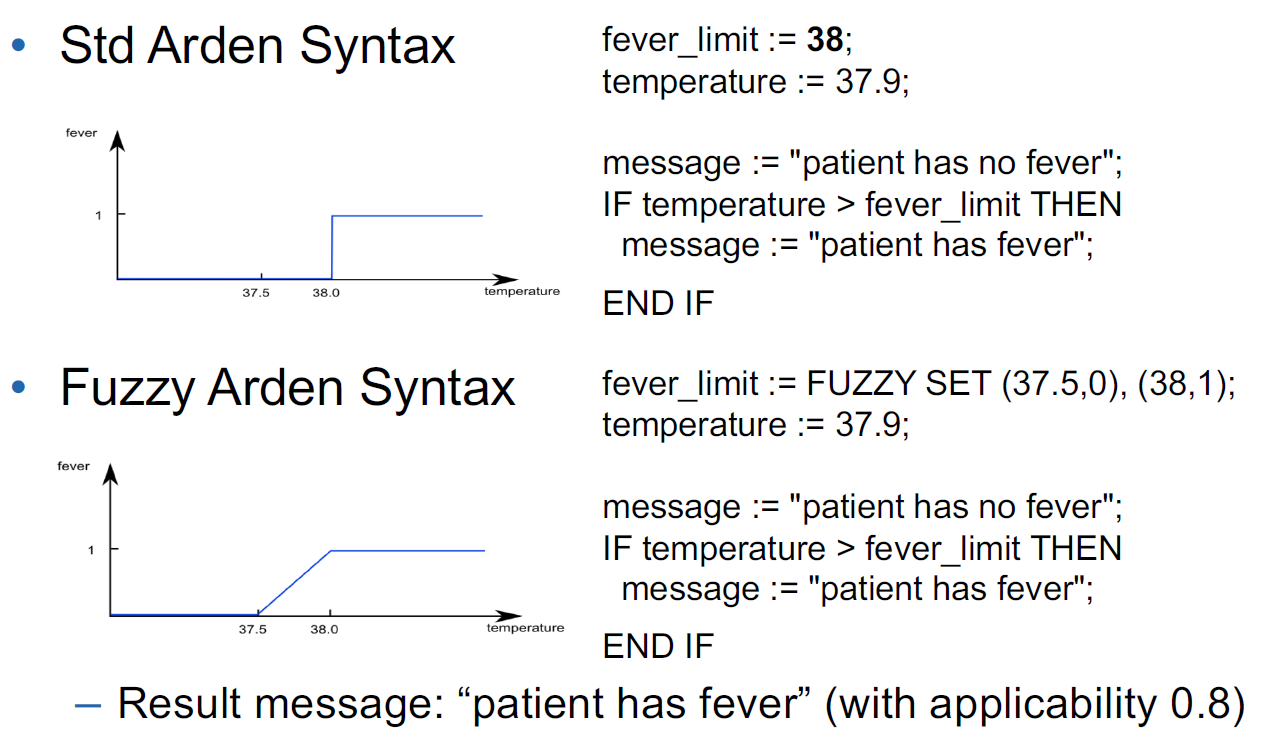 • Std Arden Syntax
fever_limit := 38;
temperature := 37.9;
message := "patient has no fever";
IF temperature > fever_limit THEN
message := "patient has fever";
END IF
fever
1
37.5
38.0
temperature
• Fuzzy Arden Syntax
fever_limit := FUZZY SET (37.5,0), (38,1);
temperature := 37.9;
message := "patient has no fever";
IF temperature > fever_limit THEN
message := "patient has fever";
END IF
fever
1
37.5
38.0
temperature
– Result message: “patient has fever” (with applicability 0.8)